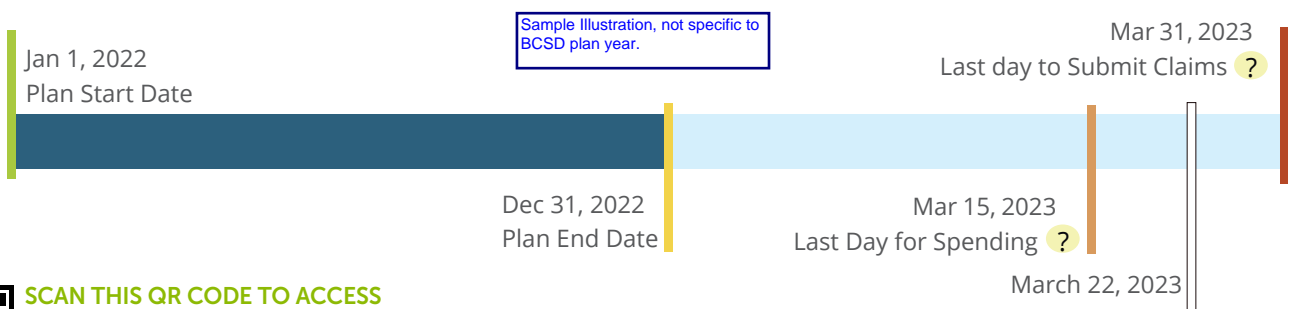 Sample Illustration, not specific to
BCSD plan year.
Jan 1, 2022
Plan Start Date
Mar 31, 2023
Last day to Submit Claims ?
Dec 31, 2022
Plan End Date
Mar 15, 2023
Last Day for Spending ?
March 22, 2023
SCAN THIS QR CODE TO ACCESS